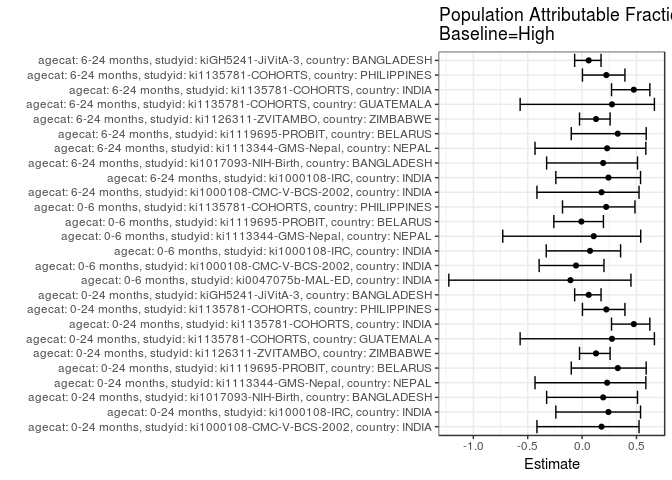 Population Attributable Fracti
Baseline=High
agecat: 6-24 months, studyid: kiGH5241-JiVitA-3, country: BANGLADESH
agecat: 6-24 months, studyid: ki1135781-COHORTS, country: PHILIPPINES
agecat: 6-24 months, studyid: ki1135781-COHORTS, country: INDIA
agecat: 6-24 months, studyid: ki1135781-COHORTS, country: GUATEMALA
agecat: 6-24 months, studyid: ki1126311-ZVITAMBO, country: ZIMBABWE
agecat: 6-24 months, studyid: ki1119695-PROBIT, country: BELARUS
agecat: 6-24 months, studyid: ki1113344-GMS-Nepal, country: NEPAL
agecat: 6-24 months, studyid: ki1017093-NIH-Birth, country: BANGLADESH
agecat: 6-24 months, studyid: ki1000108-IRC, country: INDIA
agecat: 6-24 months, studyid: ki1000108-CMC-V-BCS-2002, country: INDIA
agecat: 0-6 months, studyid: ki1135781-COHORTS, country: PHILIPPINES
agecat: 0-6 months, studyid: ki1119695-PROBIT, country: BELARUS
agecat: 0-6 months, studyid: ki1113344-GMS-Nepal, country: NEPAL
agecat: 0-6 months, studyid: ki1000108-IRC, country: INDIA
agecat: 0-6 months, studyid: ki1000108-CMC-V-BCS-2002, country: INDIA
agecat: 0-6 months, studyid: ki0047075b-MAL-ED, country: INDIA
agecat: 0-24 months, studyid: kiGH5241-JiVitA-3, country: BANGLADESH
agecat: 0-24 months, studyid: ki1135781-COHORTS, country: PHILIPPINES
agecat: 0-24 months, studyid: ki1135781-COHORTS, country: INDIA
agecat: 0-24 months, studyid: ki1135781-COHORTS, country: GUATEMALA
agecat: 0-24 months, studyid: ki1126311-ZVITAMBO, country: ZIMBABWE
agecat: 0-24 months, studyid: ki1119695-PROBIT, country: BELARUS
agecat: 0-24 months, studyid: ki1113344-GMS-Nepal, country: NEPAL
agecat: 0-24 months, studyid: ki1017093-NIH-Birth, country: BANGLADESH
agecat: 0-24 months, studyid: ki1000108-IRC, country: INDIA
agecat: 0-24 months, studyid: ki1000108-CMC-V-BCS-2002, country: INDIA
-1.0 -0.5 0.0 0.5
Estimate